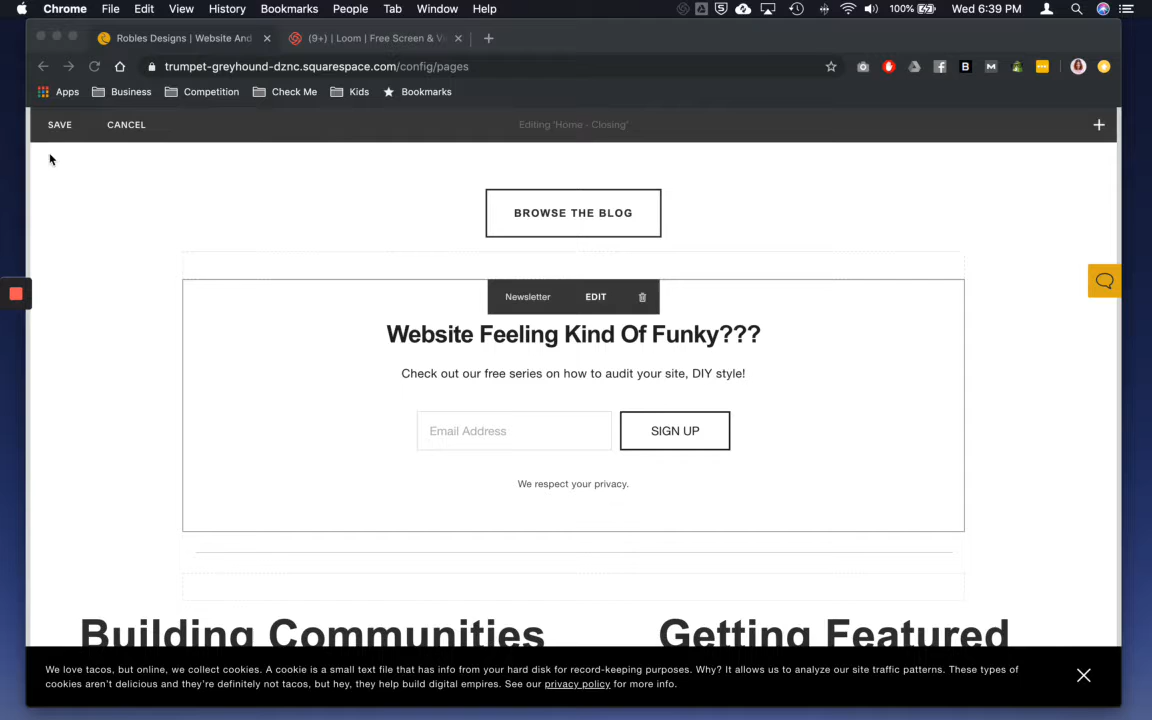 Chrome File Edit View History Bookmarks People Tab Window Help 100% Wed 6:39 PM
Robles Designs | Website And (9+) | Loom | Free Screen & V
trumpet-greyhound-dznc.squarespace.com/config/pages
Apps Business Competition Check Me Kids Bookmarks
SAVE CANCEL Editing 'Home - Closing'
BROWSE THE BLOG
Newsletter EDIT
Website Feeling Kind Of Funky???
Check out our free series on how to audit your site, DIY style!
Email Address SIGN UP
We respect your privacy.
Building Communities Getting Featured
We love tacos, but online, we collect cookies. A cookie is a small text file that has info from your hard disk for record-keeping purposes. Why? It allows us to analyze our site traffic patterns. These types of
cookies aren't delicious and they're definitely not tacos, but hey, they help build digital empires. See our privacy policy for more info.